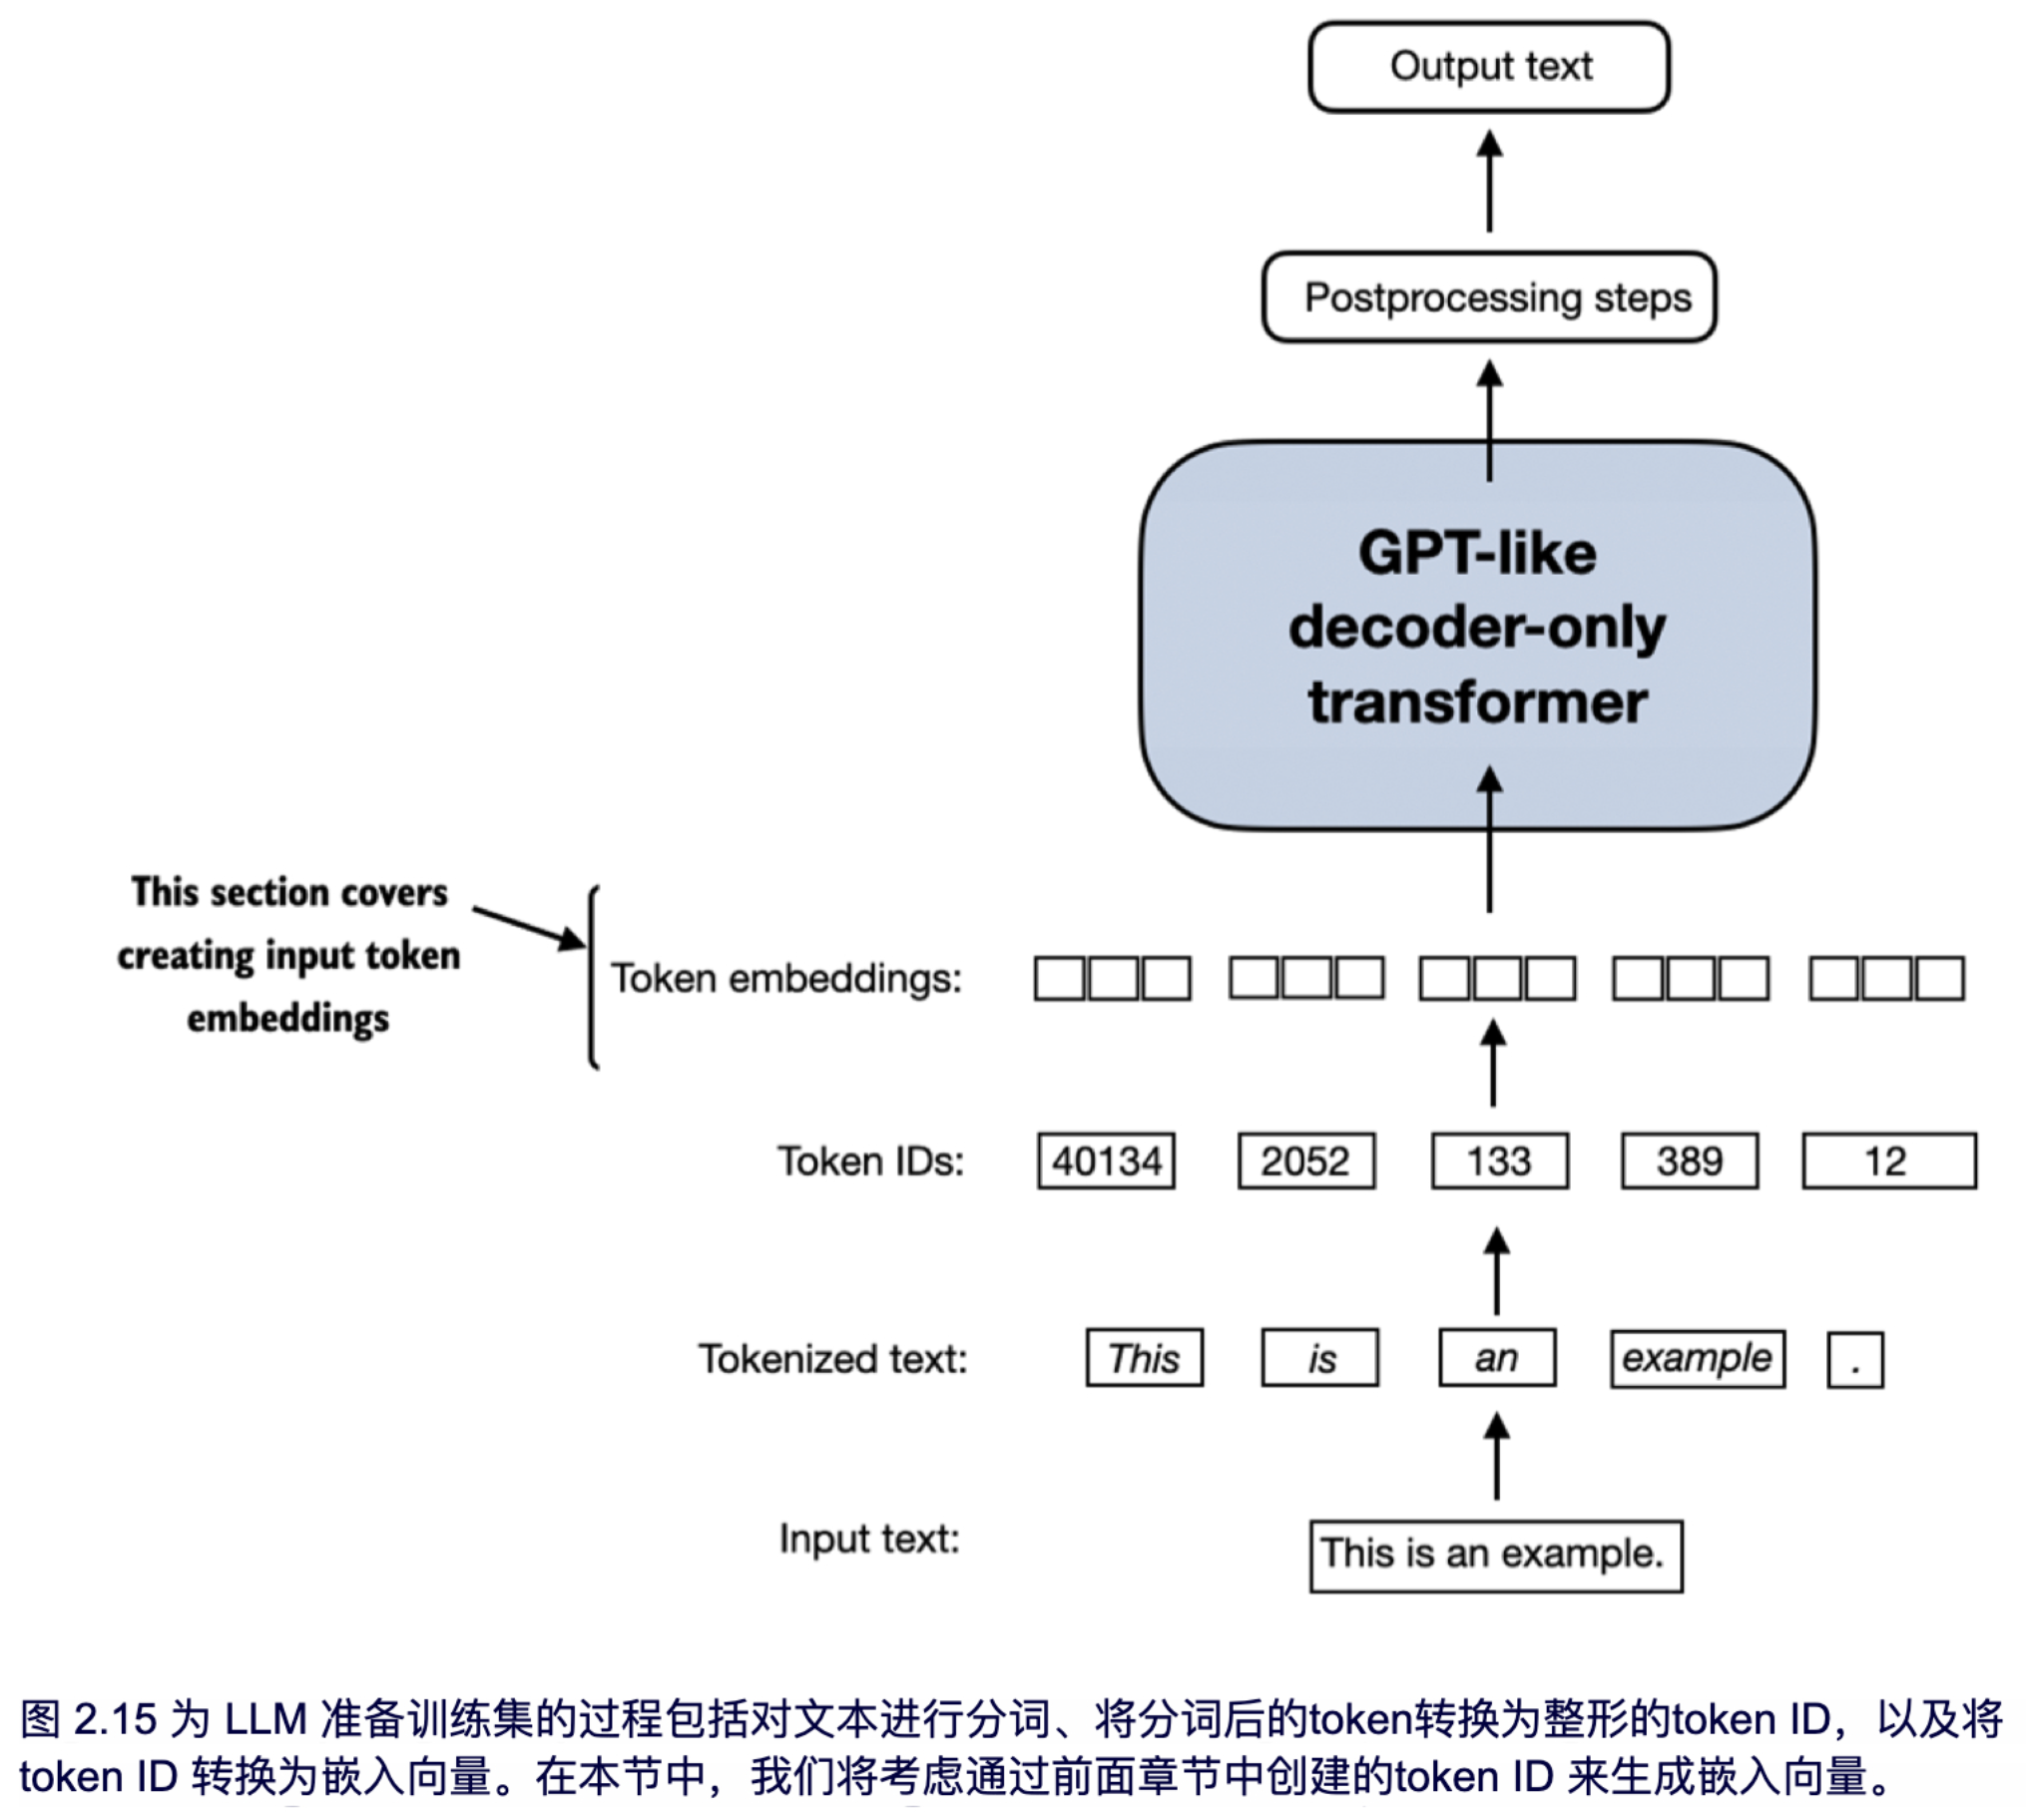 Output text
Postprocessing steps
GPT-like
decoder-only
transformer
This section covers
creating input token
embeddings
Token embeddings:
Token IDs: 40134 2052 133 389 12
Tokenized text: This is an example .
Input text: This is an example.
图 2.15 为 LLM 准备训练集的过程包括对文本进行分词、将分词后的token转换为整形的token ID，以及将
token ID 转换为嵌入向量。在本节中，我们将考虑通过前面章节中创建的token ID 来生成嵌入向量。